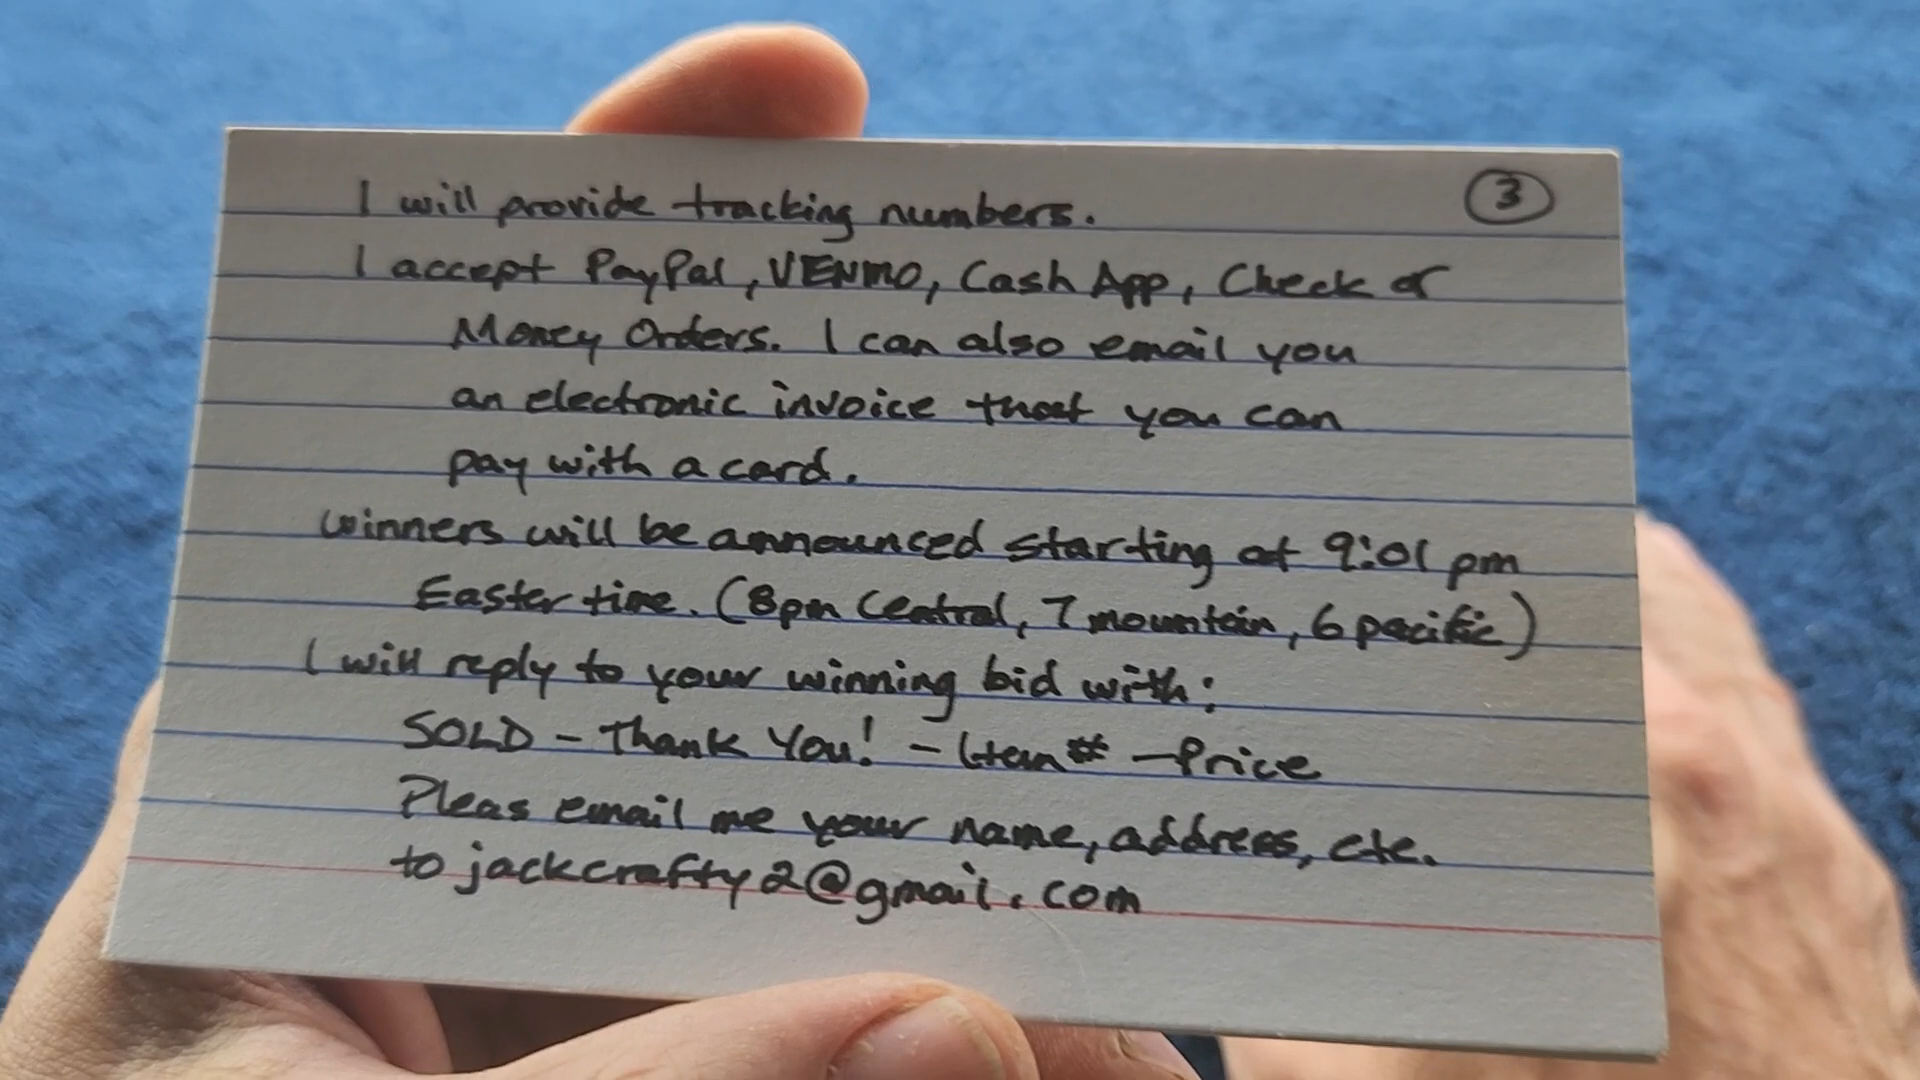 3
I will provide tracking numbers.
I accept PayPal, VENMO, Cash App, Check or
Money Orders. I can also email you
an electronic invoice that you can
pay with a card.
Winners will be announced starting at 9:01 pm
Easter time. (8pm Central, 7 mountain, 6 pacific)
I will reply to your winning bid with:
SOLD - Thank You! - Item # - Price
Pleas email me your name, address, etc.
to jackcrafty2@gmail.com